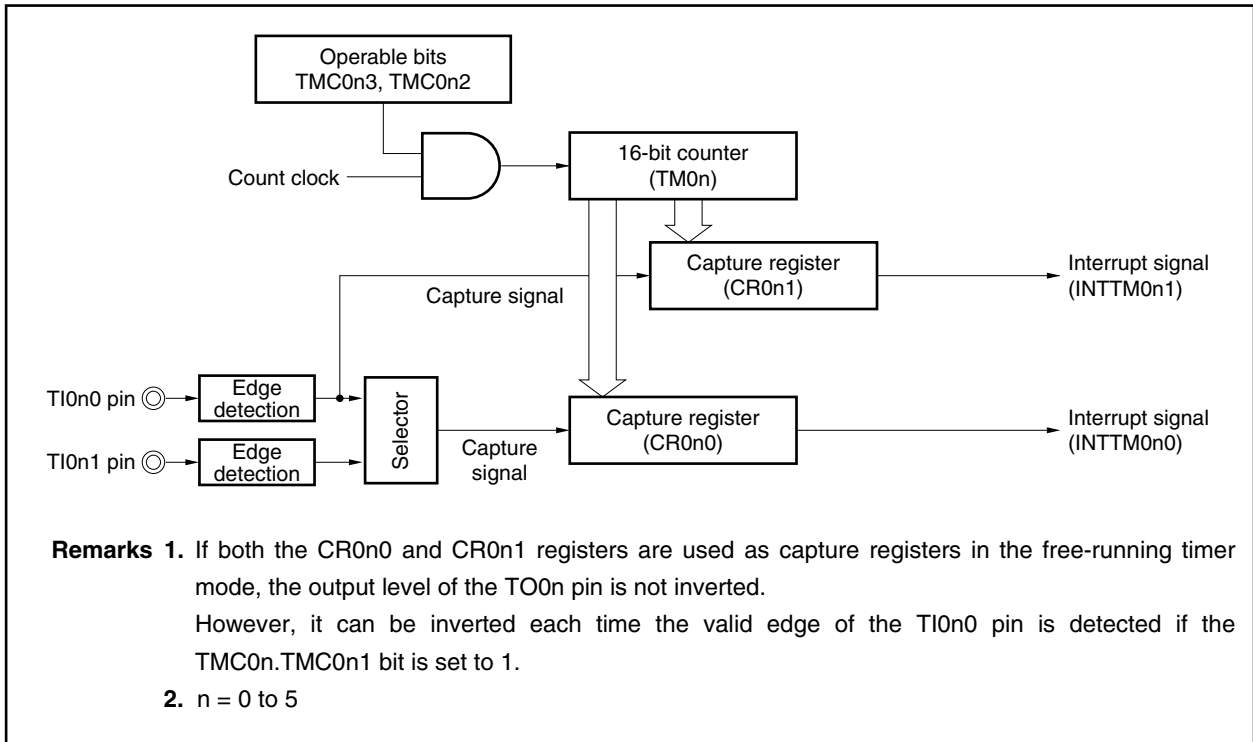 Operable bits
TMC0n3, TMC0n2
Count clock
16-bit counter
(TM0n)
Capture register
(CR0n1)
Interrupt signal
(INTTM0n1)
Capture signal
TI0n0 pin
Edge
detection
Selector
Capture register
(CR0n0)
Interrupt signal
(INTTM0n0)
TI0n1 pin
Edge
detection
Capture
signal
Remarks 1. If both the CR0n0 and CR0n1 registers are used as capture registers in the free-running timer
mode, the output level of the TO0n pin is not inverted.
However, it can be inverted each time the valid edge of the TI0n0 pin is detected if the
TMC0n.TMC0n1 bit is set to 1.
2. n = 0 to 5